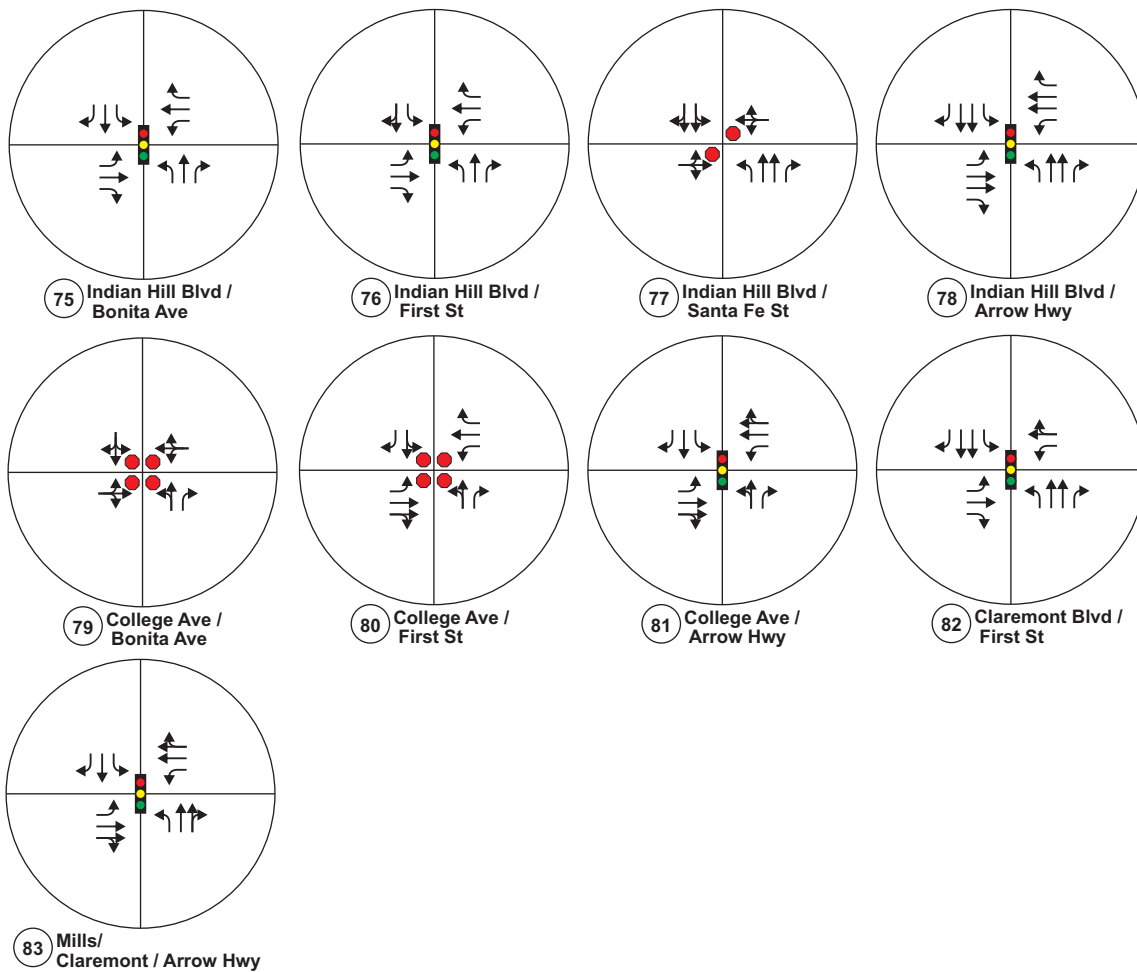 75 Indian Hill Blvd /
Bonita Ave
76 Indian Hill Blvd /
First St
77 Indian Hill Blvd /
Santa Fe St
78 Indian Hill Blvd /
Arrow Hwy
79 College Ave /
Bonita Ave
80 College Ave /
First St
81 College Ave /
Arrow Hwy
82 Claremont Blvd /
First St
83 Mills/
Claremont / Arrow Hwy